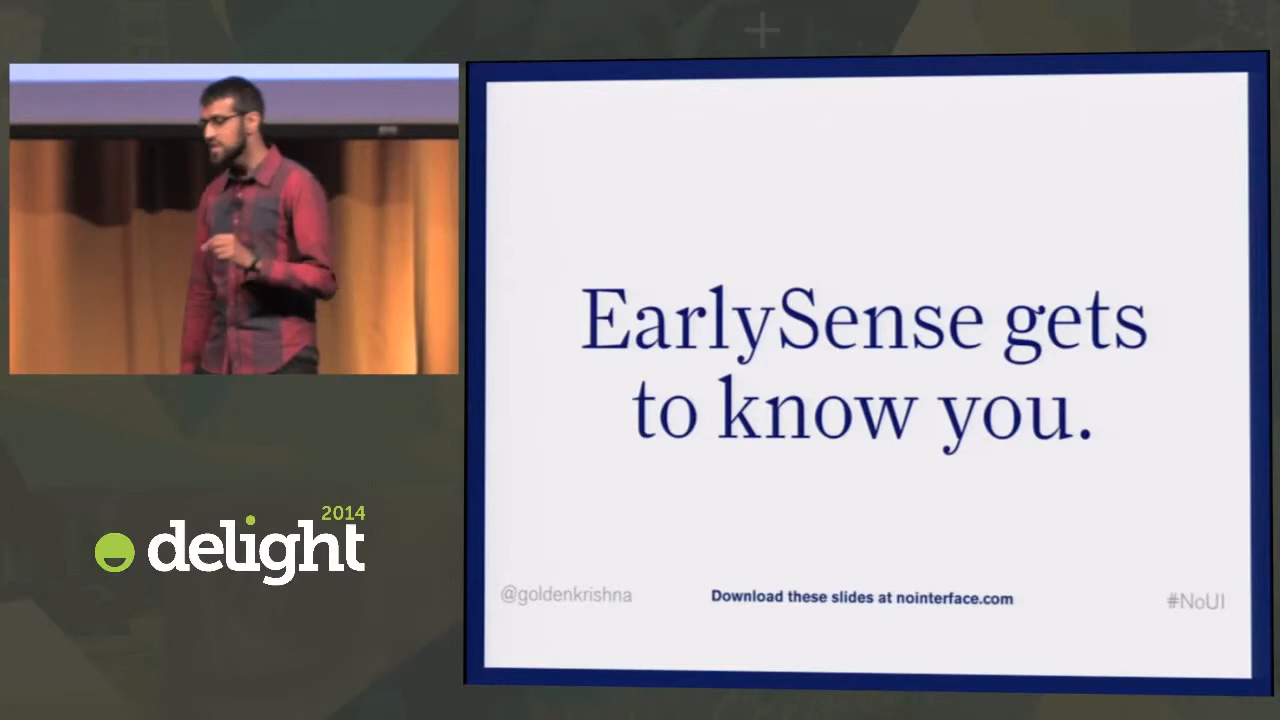 EarlySense gets
to know you.
@goldenkrishna
Download these slides at nointerface.com
#NoUI
2014
delight